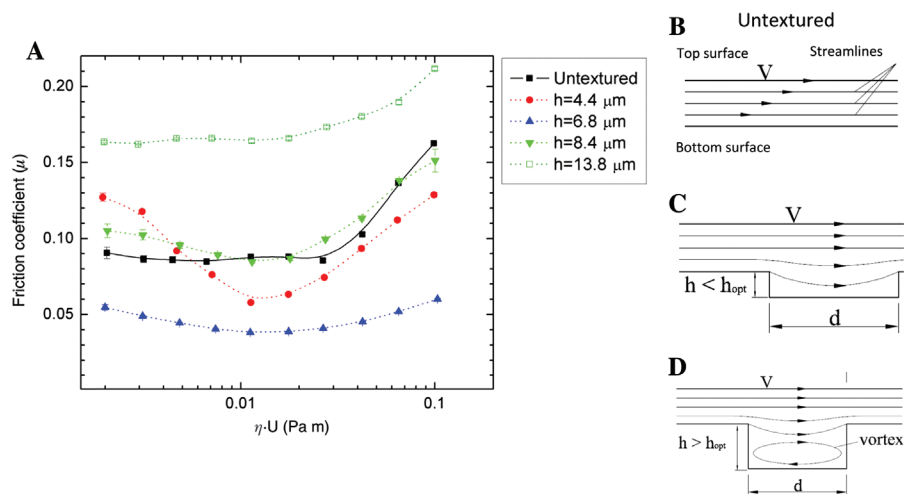 A
Friction coefficient (μ)
0.20
0.15
0.10
0.05
0.01
0.1
η·U (Pa m)
Untextured
h=4.4 μm
h=6.8 μm
h=8.4 μm
h=13.8 μm
Untextured
B
Top surface
Streamlines
V
Bottom surface
C
V
h < hopt
d
D
V
h > hopt
vortex
d